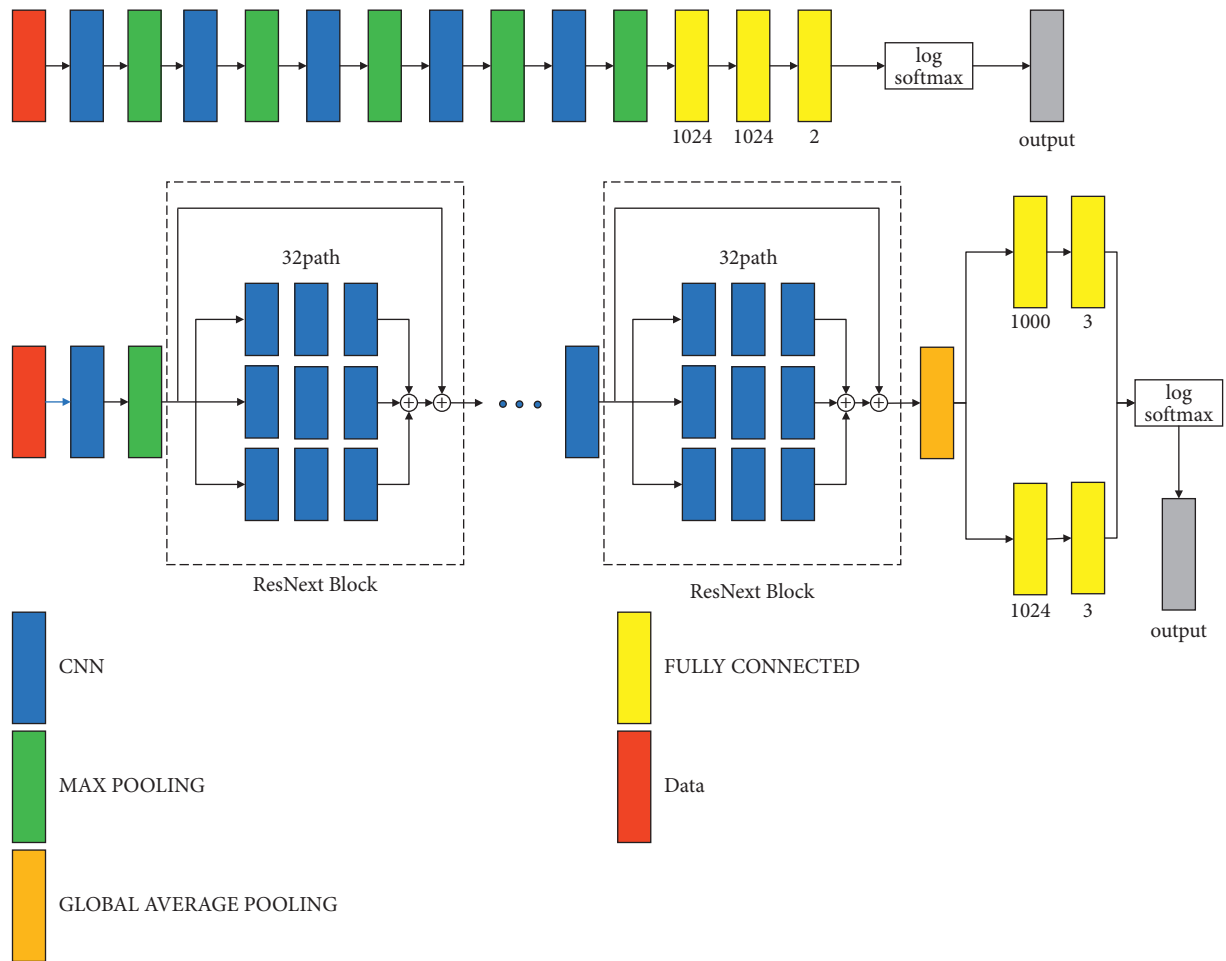 log
softmax
1024
1024
2
output
32path
32path
1000
3
log
softmax
ResNext Block
ResNext Block
1024
3
output
CNN
FULLY CONNECTED
MAX POOLING
Data
GLOBAL AVERAGE POOLING